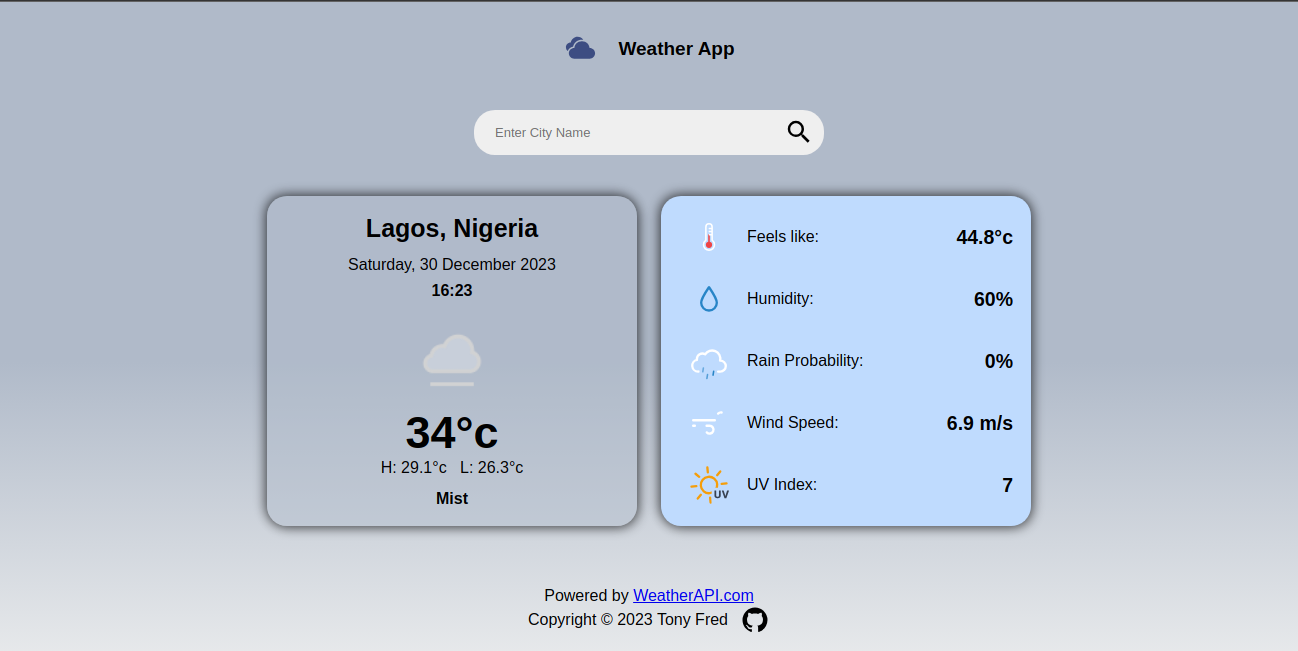 Weather App
Enter City Name
Lagos, Nigeria
Saturday, 30 December 2023
16:23
34°c
H: 29.1°c L: 26.3°c
Mist
Feels like: 44.8°c
Humidity: 60%
Rain Probability: 0%
Wind Speed: 6.9 m/s
UV
UV Index: 7
Powered by WeatherAPI.com
Copyright © 2023 Tony Fred